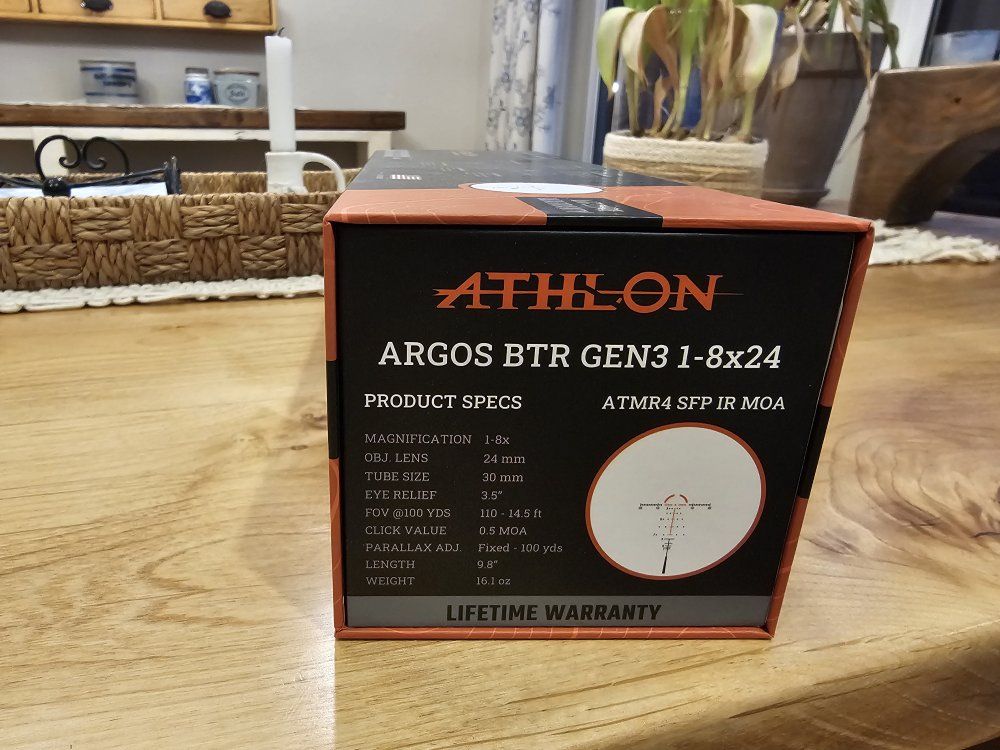 ATHLON
ARGOS BTR GEN3 1-8x24
PRODUCT SPECS
ATMR4 SFP IR MOA
MAGNIFICATION 1-8x
OBJ. LENS 24 mm
TUBE SIZE 30 mm
EYE RELIEF 3.5"
FOV @100 YDS 110 - 14.5 ft
CLICK VALUE 0.5 MOA
PARALLAX ADJ. Fixed - 100 yds
LENGTH 9.8"
WEIGHT 16.1 oz
LIFETIME WARRANTY